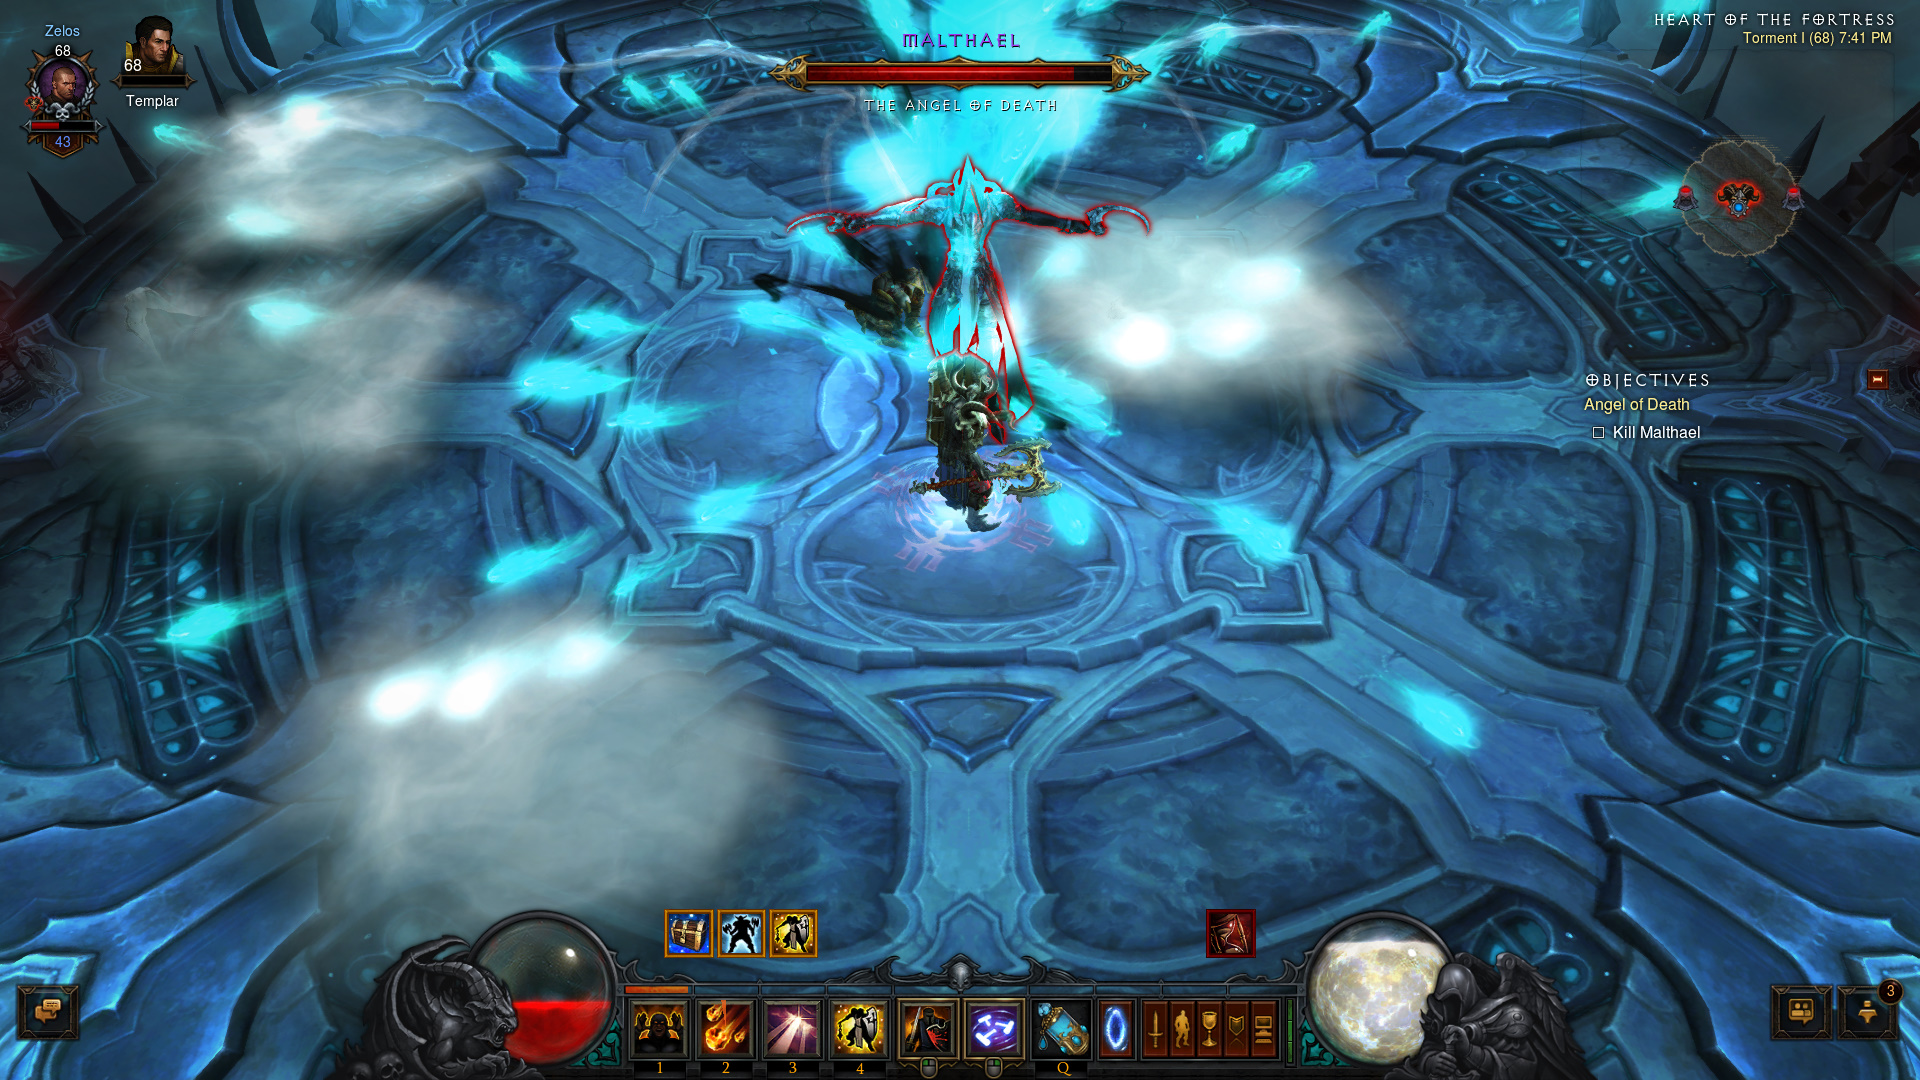 Zelos
68
68
Templar
43
MALTHAEL
THE ANGEL OF DEATH
HEART OF THE FORTRESS
Torment I (68) 7:41 PM
OBJECTIVES
Angel of Death
Kill Malthael
3
1
2
3
4
Q